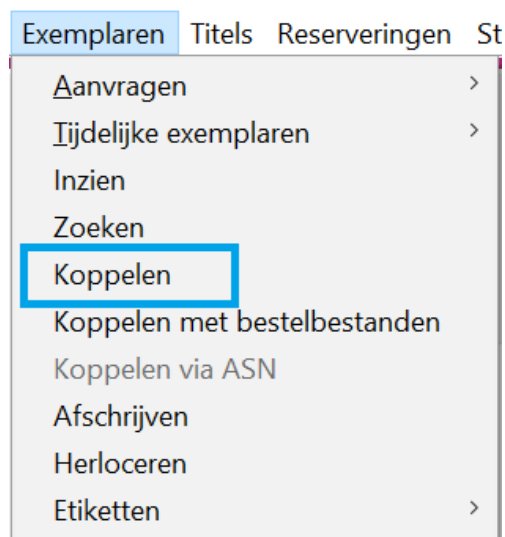 Exemplaren Titels Reserveringen St
Aanvragen
Tijdelijke exemplaren
Inzien
Zoeken
Koppelen
Koppelen met bestelbestanden
Koppelen via ASN
Afschrijven
Herloceren
Etiketten